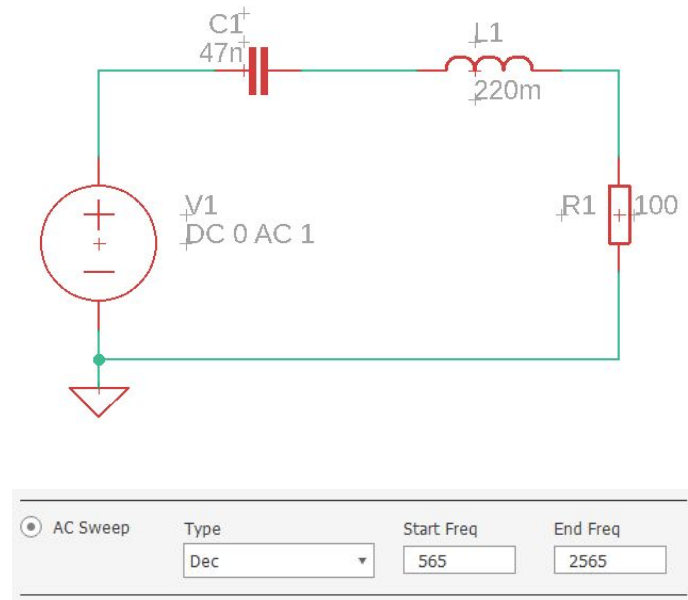 C1
47n
L1
220m
V1
DC 0 AC 1
R1 100
AC Sweep Type Start Freq End Freq
Dec 565 2565